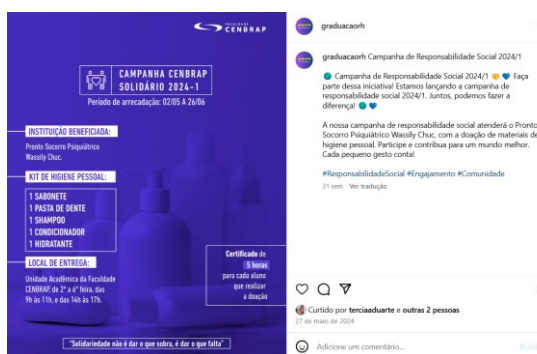 FACULDADE
CENBRAP
CAMPANHA CENBRAP
SOLIDÁRIO 2024-1
Período de arrecadação: 02/05 A 26/06
INSTITUIÇÃO BENEFICIADA:
Pronto Socorro Psiquiátrico
Wassily Chuc.
KIT DE HIGIENE PESSOAL:
1 SABONETE
1 PASTA DE DENTE
1 SHAMPOO
1 CONDICIONADOR
1 HIDRATANTE
LOCAL DE ENTREGA:
Unidade Acadêmica da Faculdade
CENBRAP, de 2ª a 6ª feira, das
9h às 11h, e das 14h às 17h.
Certificado de
5 horas
para cada aluno
que realizar
a doação
"Solidariedade não é dar o que sobra, é dar o que falta"
graduacaorh
graduacaorh Campanha de Responsabilidade Social 2024/1
Campanha de Responsabilidade Social 2024/1 Faça
parte dessa iniciativa! Estamos lançando a campanha de
responsabilidade social 2024/1. Juntos, podemos fazer a
diferença!
A nossa campanha de responsabilidade social atenderá o Pronto
Socorro Psiquiátrico Wassily Chuc, com a doação de materiais de
higiene pessoal. Participe e contribua para um mundo melhor.
Cada pequeno gesto conta!
#ResponsabilidadeSocial #Engajamento #Comunidade
31 sem Ver tradução
Curtido por terciaaduarte e outras 2 pessoas
27 de maio de 2024
Adicione um comentário...